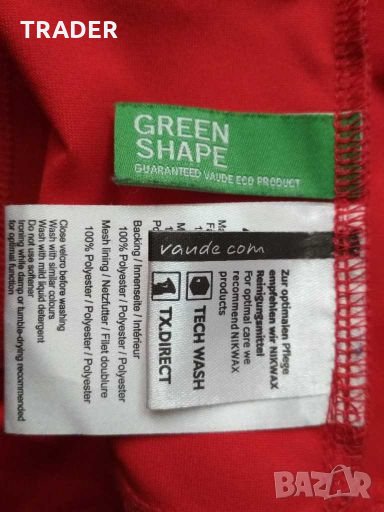 TRADER
GREEN
SHAPE
GUARANTEED VAUDE ECO PRODUCT
vaude.com
Zur optimalen Pflege
empfehlen wir NIKWAX
Reinigungsmittel
For optimal care we
recommend NIKWAX
products
TECH WASH
TX.DIRECT
Backing / Innenseite / Intérieur
100% Polyester / Polyester / Polyester
Mesh lining / Netzfutter / Filet doublure
100% Polyester / Polyester / Polyester
Close velcro before washing
Wash with similar colours
Wash with mild liquid detergent
Do not use softener
Ironing while damp or tumble-drying recommended
for optimal function
BAZAR